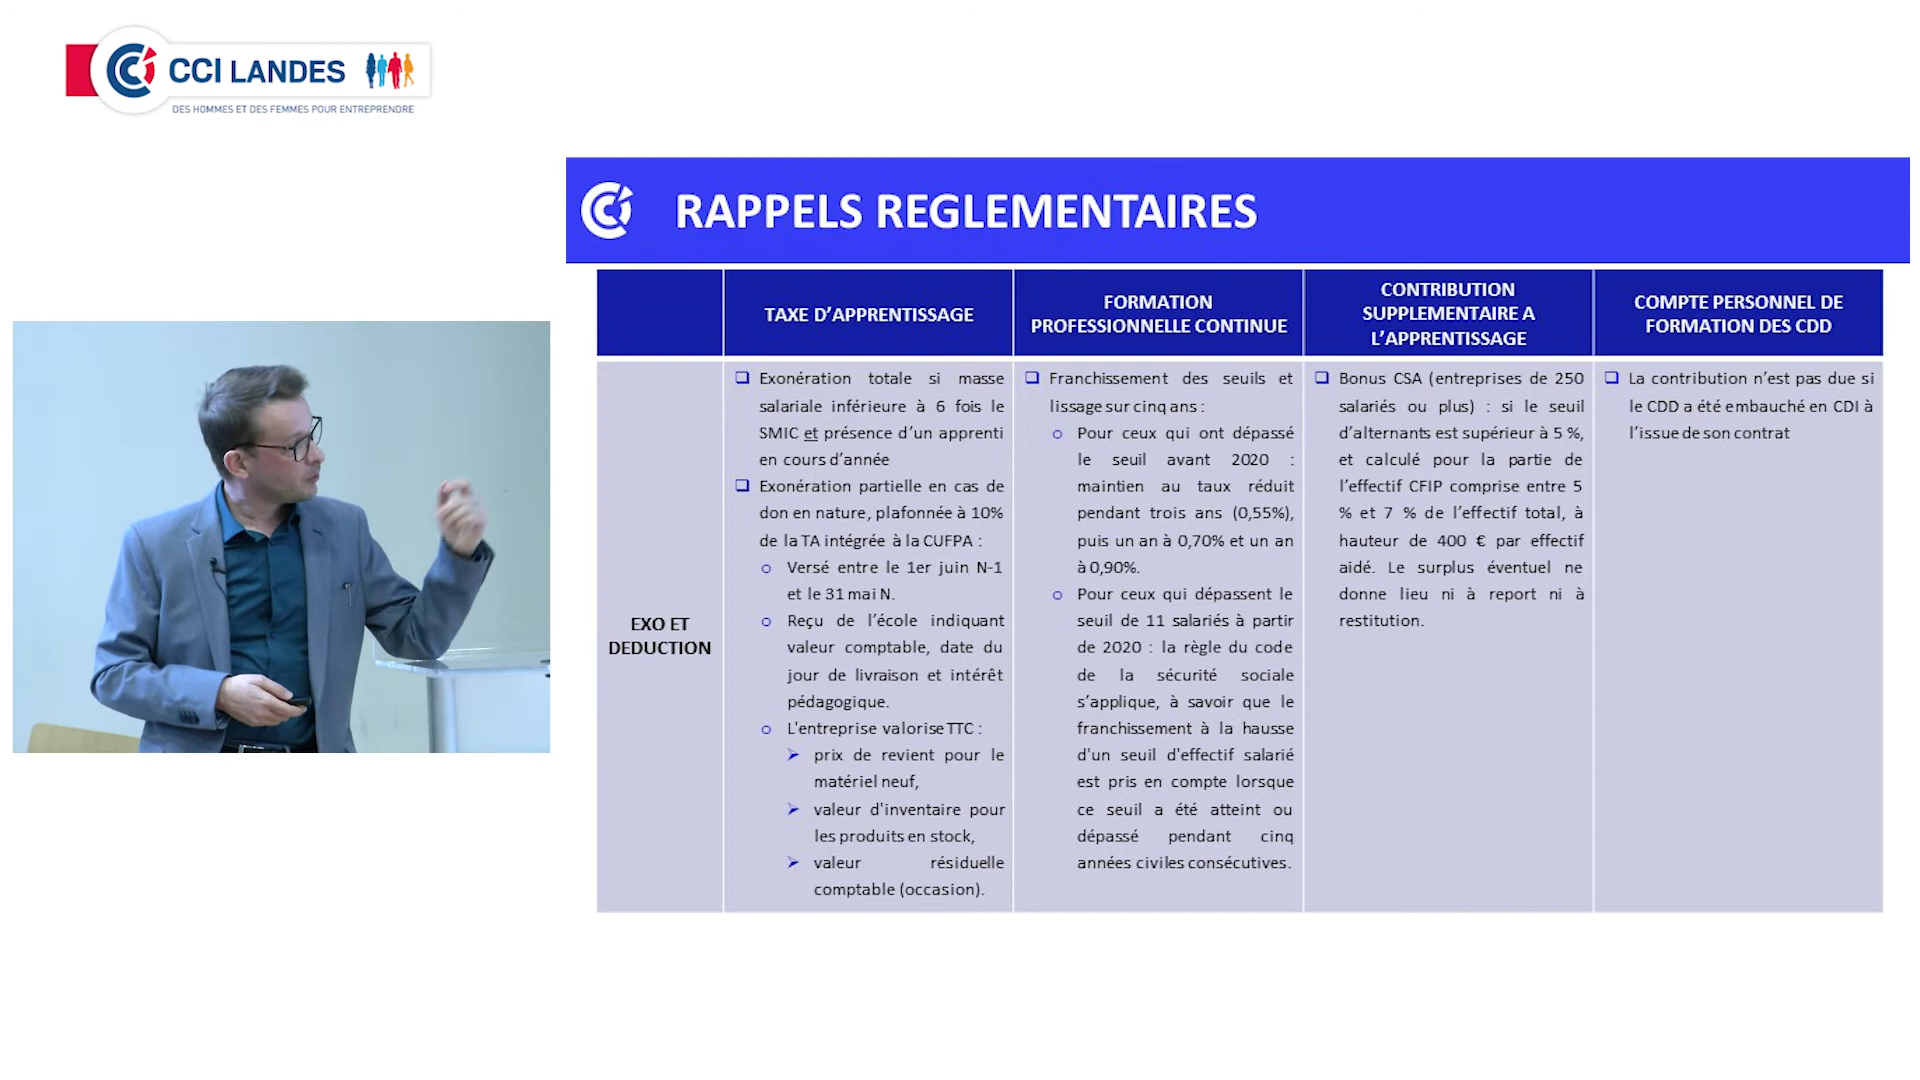 CCI LANDES
DES HOMMES ET DES FEMMES POUR ENTREPRENDRE
RAPPELS REGLEMENTAIRES
TAXE D’APPRENTISSAGE
FORMATION
PROFESSIONNELLE CONTINUE
CONTRIBUTION
SUPPLEMENTAIRE A
L’APPRENTISSAGE
COMPTE PERSONNEL DE
FORMATION DES CDD
EXO ET
DEDUCTION
Exonération totale si masse
salariale inférieure à 6 fois le
SMIC et présence d’un apprenti
en cours d’année
Exonération partielle en cas de
don en nature, plafonnée à 10%
de la TA intégrée à la CUFPA :
Versé entre le 1er juin N-1
et le 31 mai N.
Reçu de l’école indiquant
valeur comptable, date du
jour de livraison et intérêt
pédagogique.
L'entreprise valorise TTC :
prix de revient pour le
matériel neuf,
valeur d'inventaire pour
les produits en stock,
valeur résiduelle
comptable (occasion).
Franchissement des seuils et
lissage sur cinq ans :
Pour ceux qui ont dépassé
le seuil avant 2020 :
maintien au taux réduit
pendant trois ans (0,55%),
puis un an à 0,70% et un an
à 0,90%.
Pour ceux qui dépassent le
seuil de 11 salariés à partir
de 2020 : la règle du code
de la sécurité sociale
s’applique, à savoir que le
franchissement à la hausse
d'un seuil d'effectif salarié
est pris en compte lorsque
ce seuil a été atteint ou
dépassé pendant cinq
années civiles consécutives.
Bonus CSA (entreprises de 250
salariés ou plus) : si le seuil
d’alternants est supérieur à 5 %,
et calculé pour la partie de
l’effectif CFIP comprise entre 5
% et 7 % de l’effectif total, à
hauteur de 400 € par effectif
aidé. Le surplus éventuel ne
donne lieu ni à report ni à
restitution.
La contribution n’est pas due si
le CDD a été embauché en CDI à
l’issue de son contrat